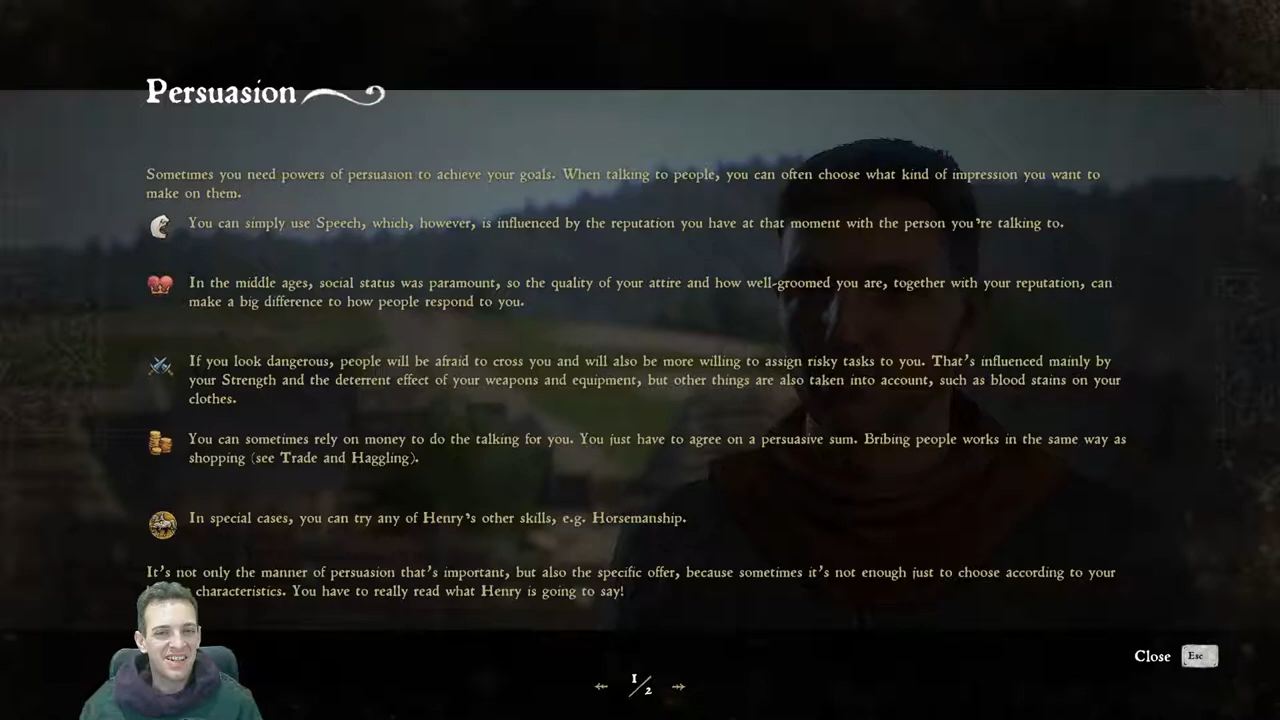 Persuasion
Sometimes you need powers of persuasion to achieve your goals. When talking to people, you can often choose what kind of impression you want to
make on them.
You can simply use Speech, which, however, is influenced by the reputation you have at that moment with the person you're talking to.
In the middle ages, social status was paramount, so the quality of your attire and how well-groomed you are, together with your reputation, can
make a big difference to how people respond to you.
If you look dangerous, people will be afraid to cross you and will also be more willing to assign risky tasks to you. That's influenced mainly by
your Strength and the deterrent effect of your weapons and equipment, but other things are also taken into account, such as blood stains on your
clothes.
You can sometimes rely on money to do the talking for you. You just have to agree on a persuasive sum. Bribing people works in the same way as
shopping (see Trade and Haggling).
In special cases, you can try any of Henry's other skills, e.g. Horsemanship.
It's not only the manner of persuasion that's important, but also the specific offer, because sometimes it's not enough just to choose according to your
characteristics. You have to really read what Henry is going to say!
Close Esc
1/2